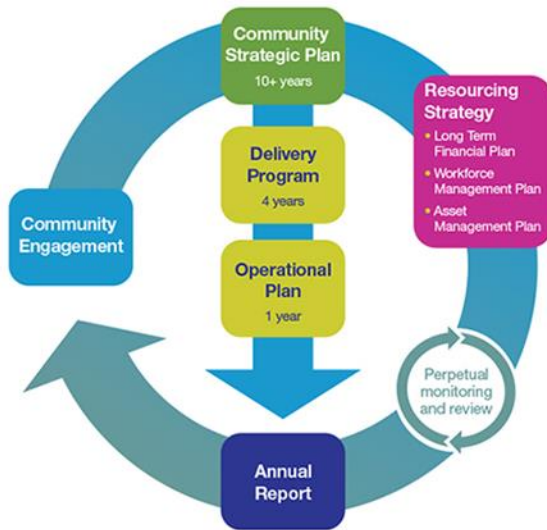 Community
Strategic Plan
10+ years
Resourcing
Strategy
• Long Term
Financial Plan
• Workforce
Management Plan
• Asset
Management Plan
Delivery
Program
4 years
Community
Engagement
Operational
Plan
1 year
Perpetual
monitoring
and review
Annual
Report